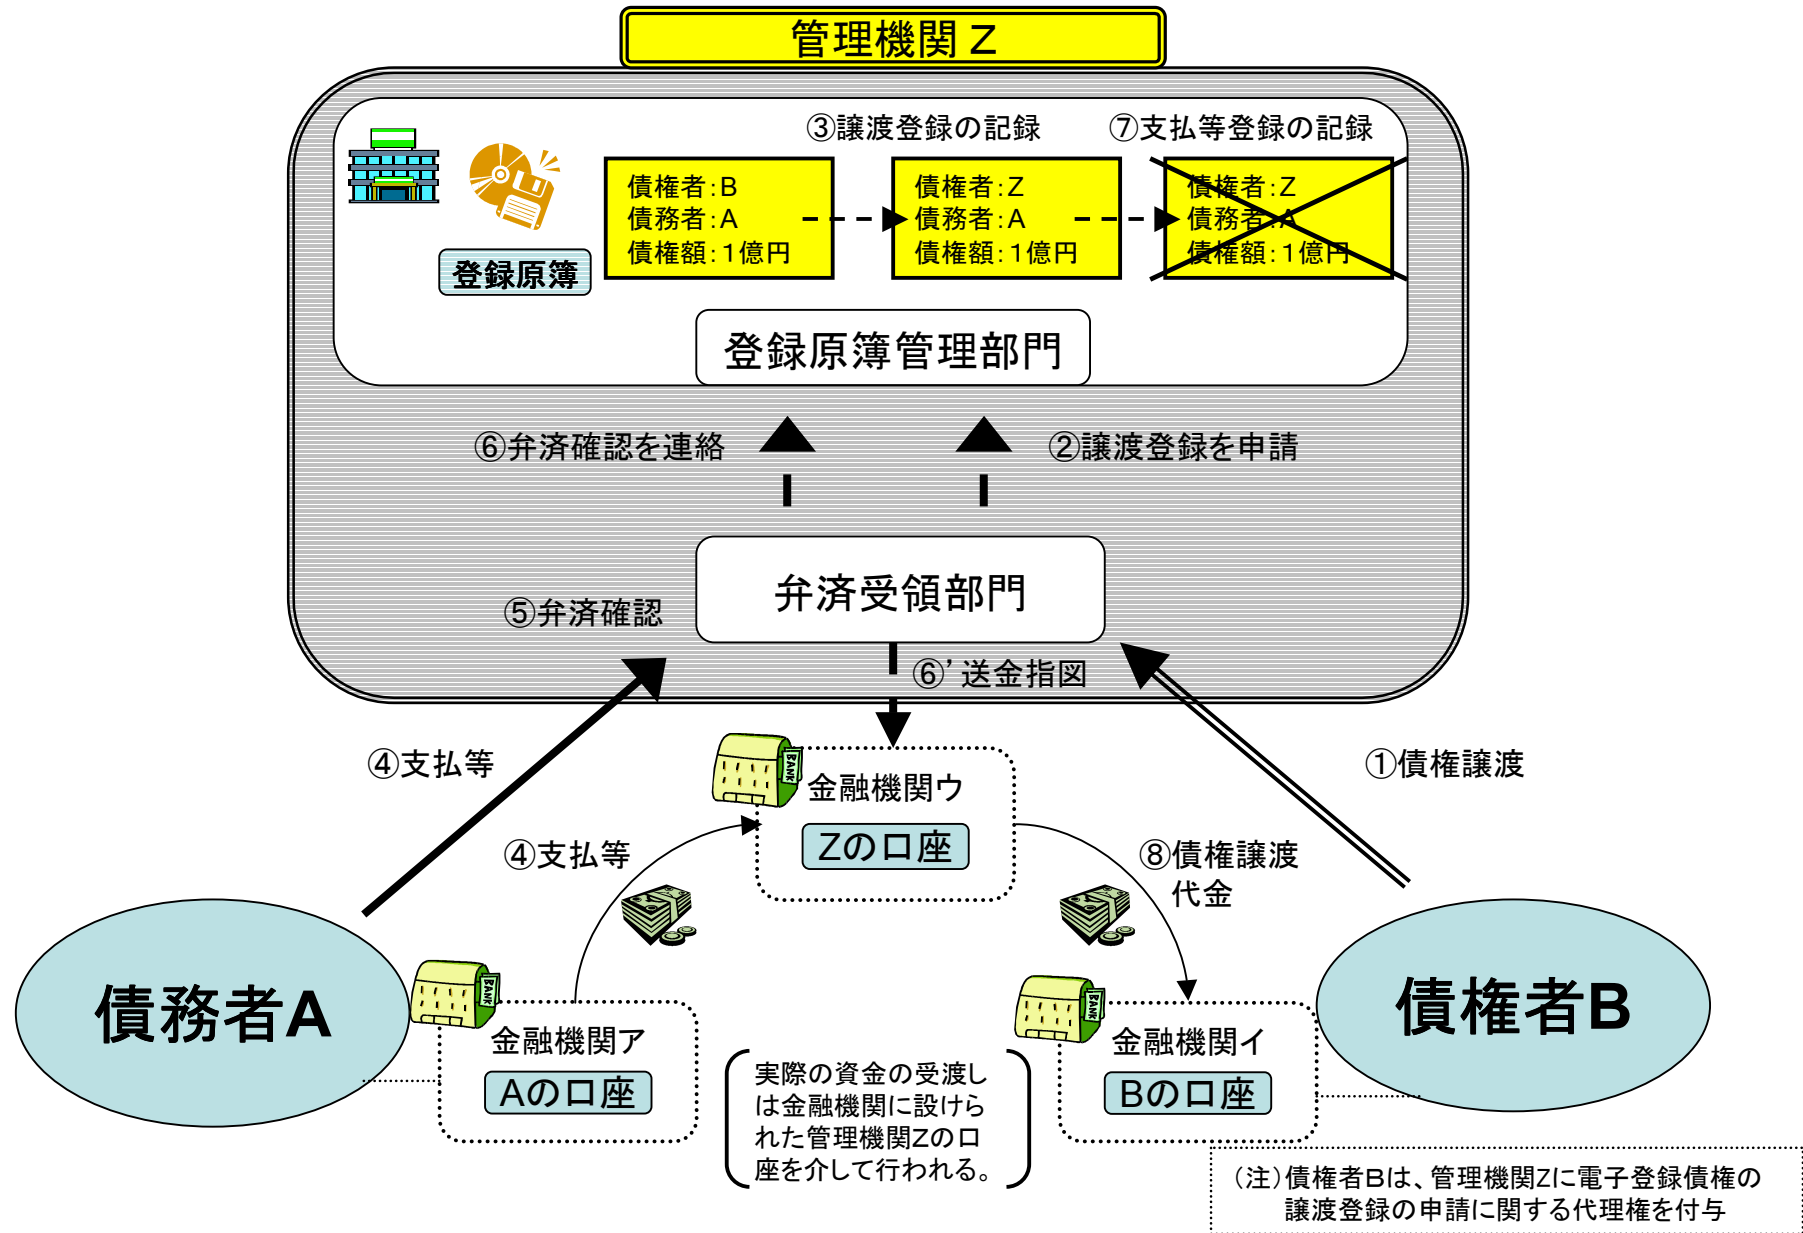 管理機関Z
③譲渡登録の記録
⑦支払等登録の記録
債権者：B
債務者：A
債権額：１億円
債権者：Z
債務者：A
債権額：１億円
債権者：Z
債務者：A
債権額：１億円
登録原簿
登録原簿管理部門
⑥弁済確認を連絡
②譲渡登録を申請
弁済受領部門
⑤弁済確認
⑥’送金指図
④支払等
①債権譲渡
BANK
金融機関ウ
Zの口座
④支払等
⑧債権譲渡
代金
債務者A
BANK
金融機関ア
Aの口座
実際の資金の受渡し
は金融機関に設けら
れた管理機関Zの口
座を介して行われる。
BANK
金融機関イ
Bの口座
債権者B
（注）債権者Bは、管理機関Zに電子登録債権の
譲渡登録の申請に関する代理権を付与